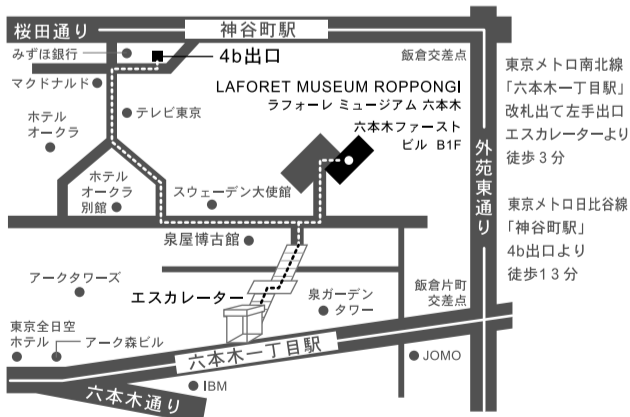 桜田通り
神谷町駅
みずほ銀行
4b出口
飯倉交差点
マクドナルド
LAFORET MUSEUM ROPPONGI
ラフォーレ ミュージアム 六本木
六本木ファースト
ビル B1F
ホテル
オークラ
テレビ東京
ホテル
オークラ
別館
スウェーデン大使館
外苑東通り
東京メトロ南北線
「六本木一丁目駅」
改札出て左手出口
エスカレーターより
徒歩3分
東京メトロ日比谷線
「神谷町駅」
4b出口より
徒歩13分
泉屋博古館
アークタワーズ
エスカレーター
泉ガーデン
タワー
飯倉片町
交差点
東京全日空
ホテル
アーク森ビル
六本木一丁目駅
JOMO
IBM
六本木通り